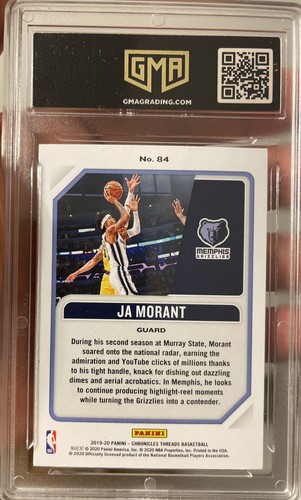 GMA
GMAGRADING.COM
No. 84
MEMPHIS
GRIZZLIES
JA MORANT
GUARD
During his second season at Murray State, Morant
soared onto the national radar, earning the
admiration and YouTube clicks of millions thanks
to his tight handle, knack for dishing out dazzling
dimes and aerial acrobatics. In Memphis, he looks
to continue producing highlight-reel moments
while turning the Grizzlies into a contender.
PANINI
2019-20 PANINI – CHRONICLES THREADS BASKETBALL
© 2020 Panini America, Inc. © 2020 NBA Properties, Inc. Printed in the USA.
© 2020 Officially licensed product of the National Basketball Players Association.